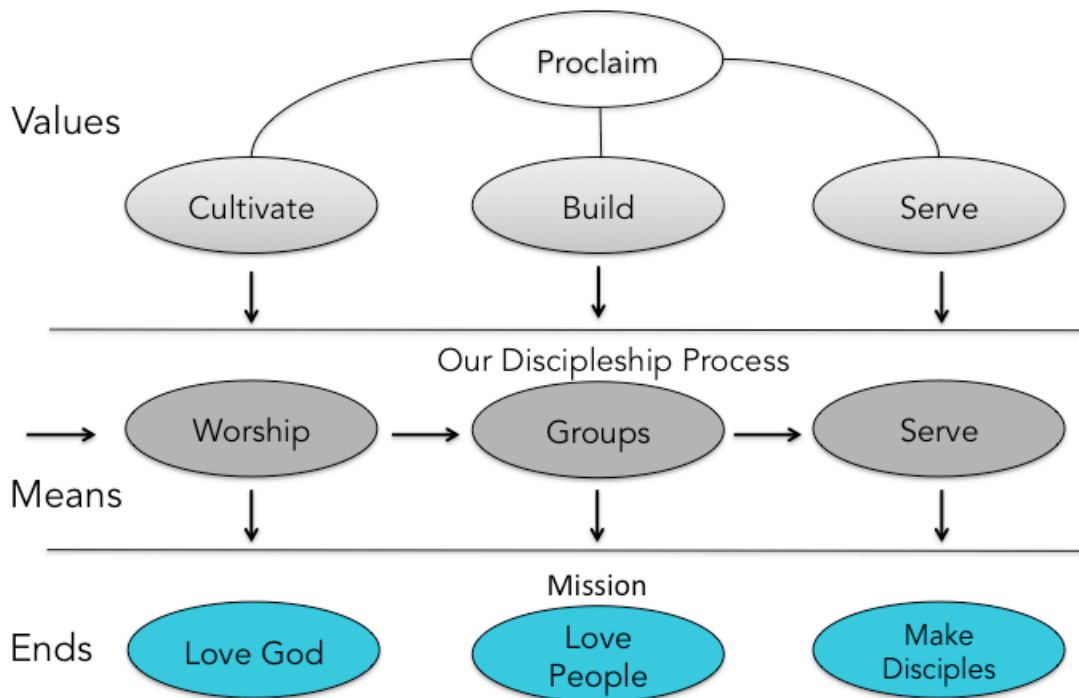 Proclaim
Values
Cultivate
Build
Serve
Our Discipleship Process
Worship
Groups
Serve
Means
Mission
Ends
Love God
Love
People
Make
Disciples